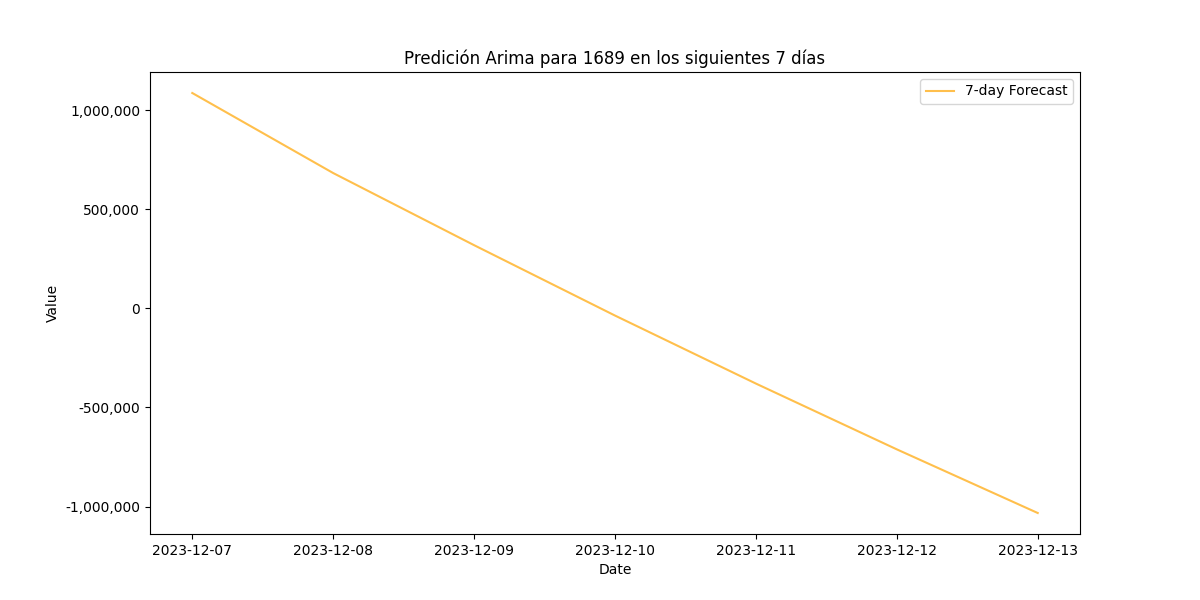 Predición Arima para 1689 en los siguientes 7 días
7-day Forecast
1,000,000
500,000
0
-500,000
-1,000,000
Value
2023-12-07 2023-12-08 2023-12-09 2023-12-10 2023-12-11 2023-12-12 2023-12-13
Date